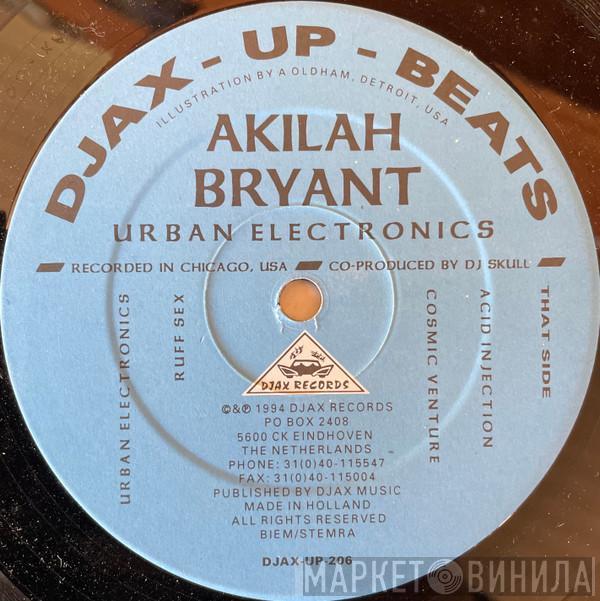 DJAX - UP - BEATS
ILLUSTRATION BY A OLDHAM, DETROIT, USA
AKILAH
BRYANT
URBAN ELECTRONICS
RECORDED IN CHICAGO, USA
CO-PRODUCED BY DJ SKULL
URBAN ELECTRONICS
RUFF SEX
COSMIC VENTURE
ACID INJECTION
THAT SIDE
DJAX RECORDS
©&℗ 1994 DJAX RECORDS
PO BOX 2408
5600 CK EINDHOVEN
THE NETHERLANDS
PHONE: 31(0)40-115547
FAX: 31(0)40-115004
PUBLISHED BY DJAX MUSIC
MADE IN HOLLAND
ALL RIGHTS RESERVED
BIEM/STEMRA
DJAX-UP-206
МАРКЕТ ВИНИЛА